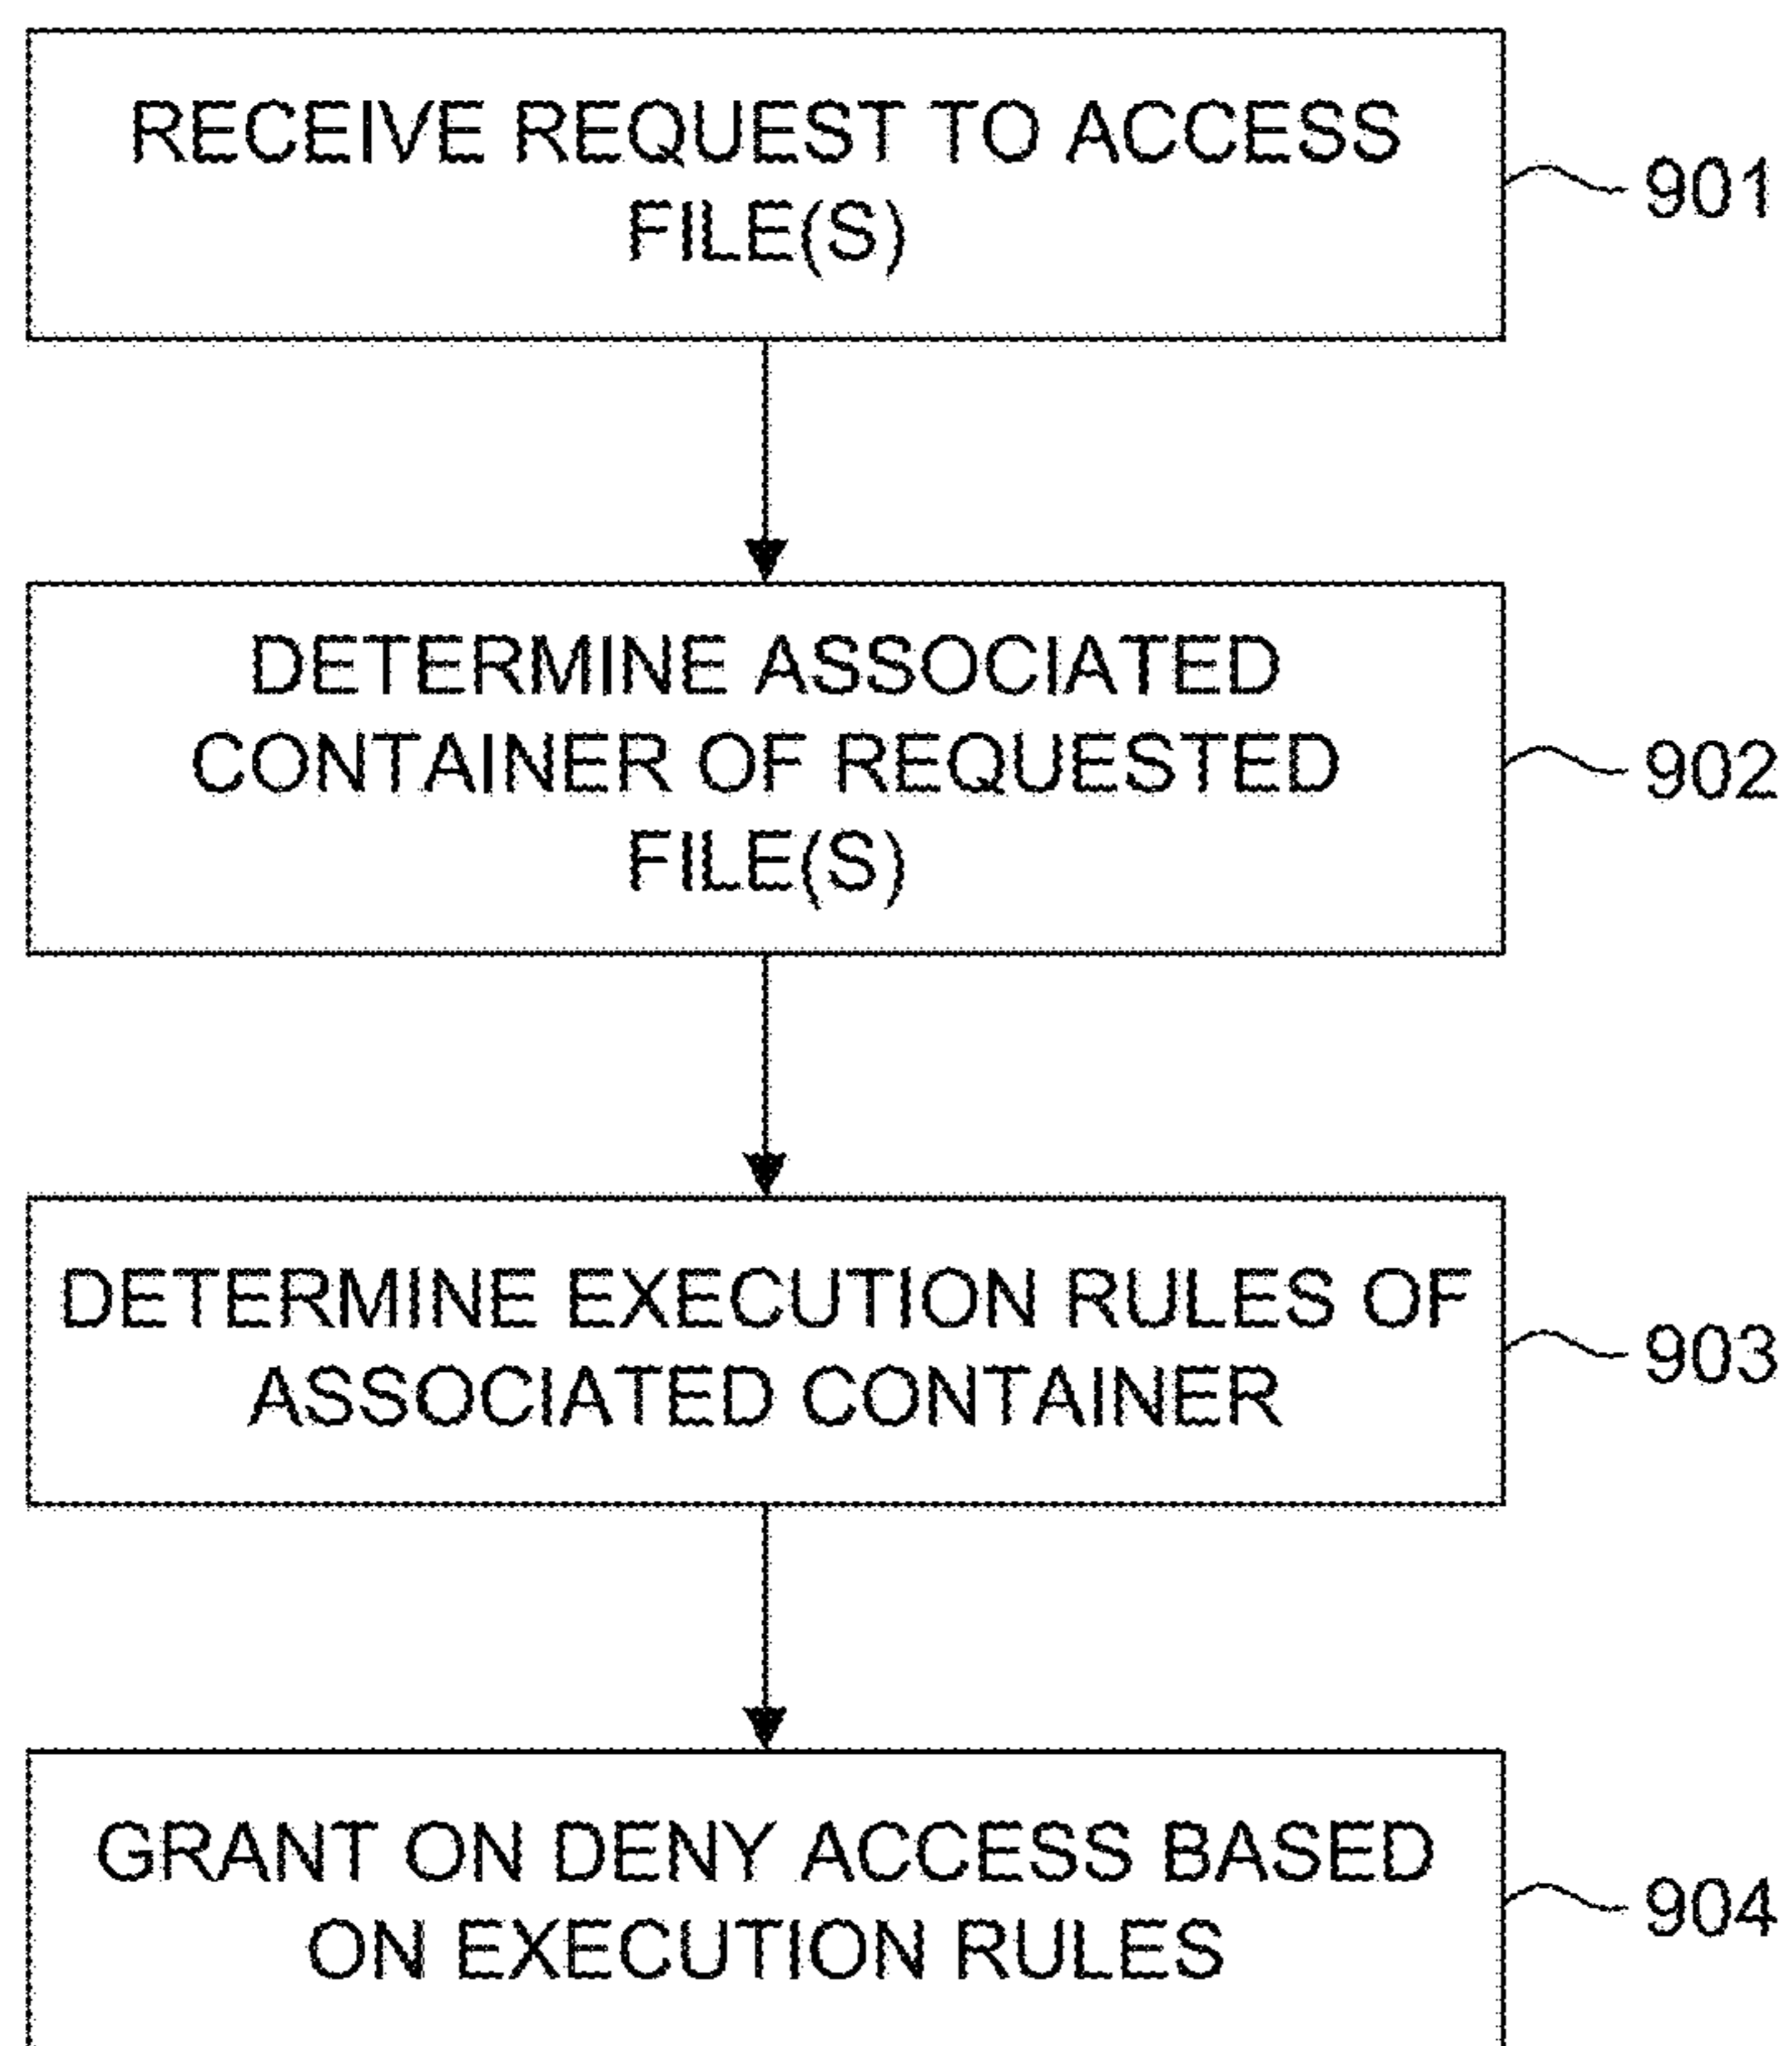 RECEIVE REQUEST TO ACCESS
FILE(S)
901
DETERMINE ASSOCIATED
CONTAINER OF REQUESTED
FILE(S)
902
DETERMINE EXECUTION RULES OF
ASSOCIATED CONTAINER
903
GRANT ON DENY ACCESS BASED
ON EXECUTION RULES
904